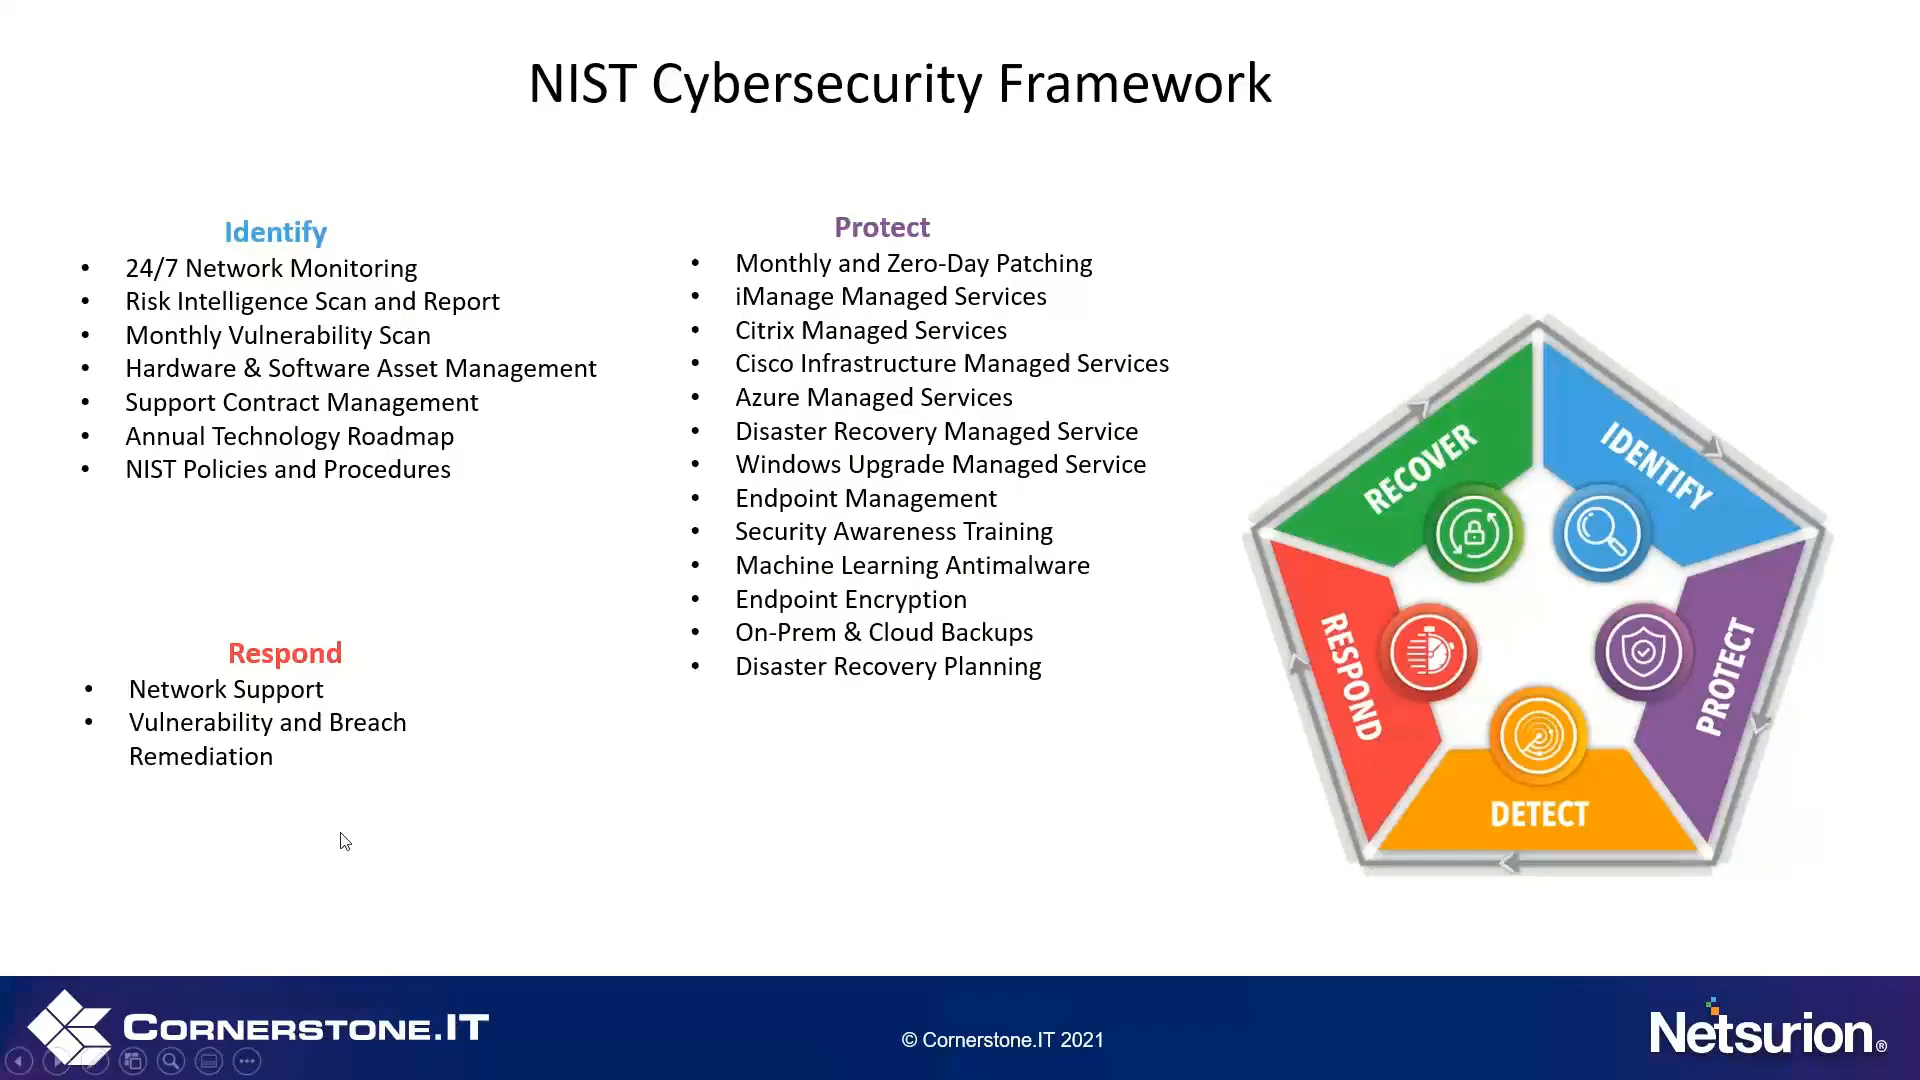 NIST Cybersecurity Framework
Identify
• 24/7 Network Monitoring
• Risk Intelligence Scan and Report
• Monthly Vulnerability Scan
• Hardware & Software Asset Management
• Support Contract Management
• Annual Technology Roadmap
• NIST Policies and Procedures
Respond
• Network Support
• Vulnerability and Breach
Remediation
Protect
• Monthly and Zero-Day Patching
• iManage Managed Services
• Citrix Managed Services
• Cisco Infrastructure Managed Services
• Azure Managed Services
• Disaster Recovery Managed Service
• Windows Upgrade Managed Service
• Endpoint Management
• Security Awareness Training
• Machine Learning Antimalware
• Endpoint Encryption
• On-Prem & Cloud Backups
• Disaster Recovery Planning
RECOVER
IDENTIFY
RESPOND
PROTECT
DETECT
CORNERSTONE.IT
© Cornerstone.IT 2021
Netsurion®